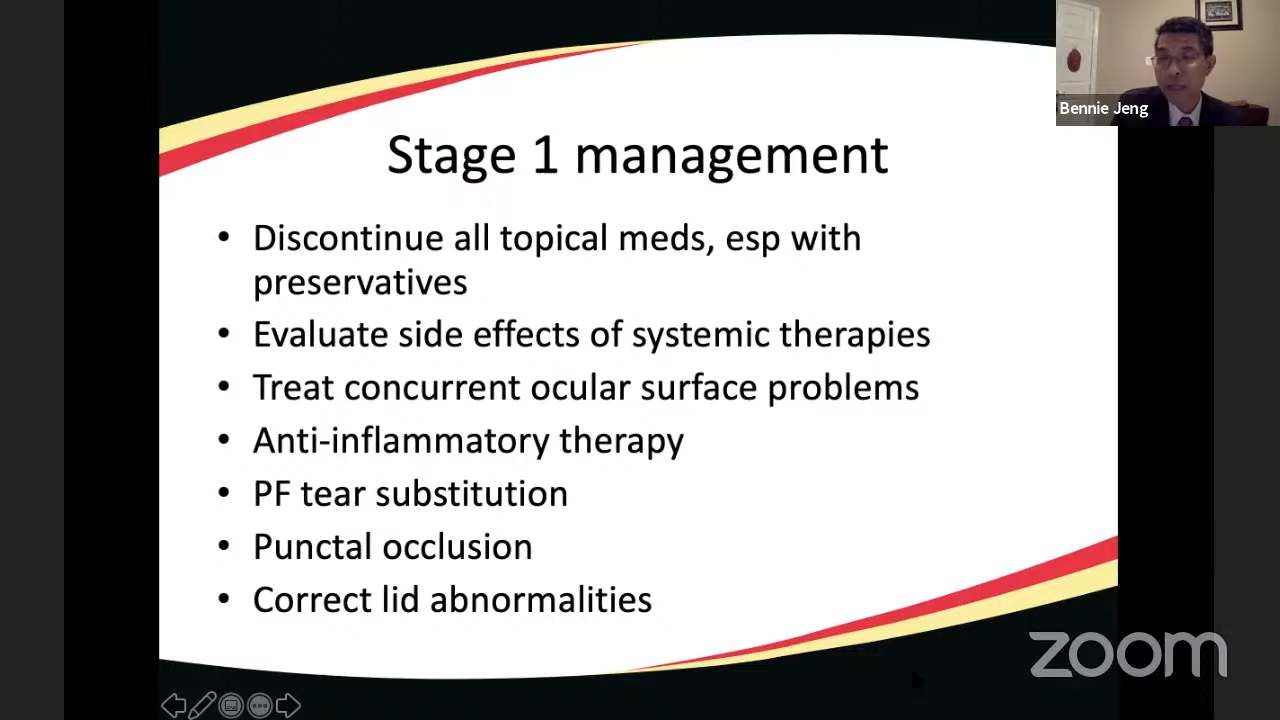 Bennie Jeng
Stage 1 management
• Discontinue all topical meds, esp with
preservatives
• Evaluate side effects of systemic therapies
• Treat concurrent ocular surface problems
• Anti-inflammatory therapy
• PF tear substitution
• Punctal occlusion
• Correct lid abnormalities
zoom